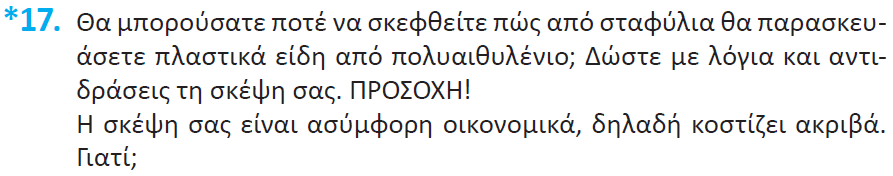 *17. Θα μπορούσατε ποτέ να σκεφθείτε πώς από σταφύλια θα παρασκευ-
άσετε πλαστικά είδη από πολυαιθυλένιο; Δώστε με λόγια και αντι-
δράσεις τη σκέψη σας. ΠΡΟΣΟΧΗ!
Η σκέψη σας είναι ασύμφορη οικονομικά, δηλαδή κοστίζει ακριβά.
Γιατί;